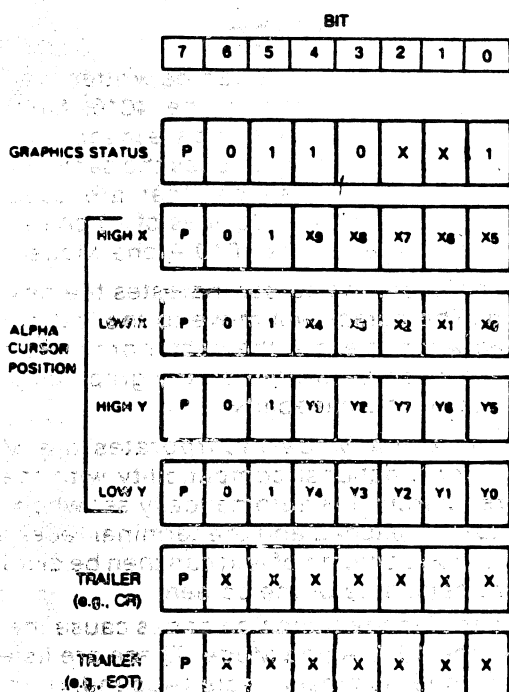 BIT
7 6 5 4 3 2 1 0
GRAPHICS STATUS P 0 1 1 0 X X 1
HIGH X P 0 1 X9 X8 X7 X6 X5
ALPHA CURSOR POSITION
LOW X P 0 1 X4 X3 X2 X1 X0
HIGH Y P 0 1 Y9 Y8 Y7 Y6 Y5
LOW Y P 0 1 Y4 Y3 Y2 Y1 Y0
TRAILER P X X X X X X X
(e.g., CR)
TRAILER P X X X X X X X
(e.g., EOT)